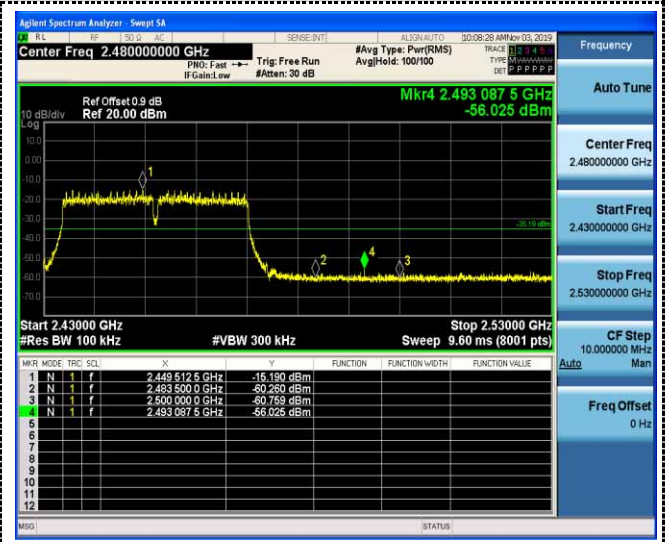 Agilent Spectrum Analyzer - Swept SA
RL RF 50 Ω AC SENSE:INT ALIGNAUTO 10:08:28 AMNov 03, 2019
Center Freq 2.480000000 GHz #Avg Type: Pwr(RMS) TRACE 1 2 3 4 5 6
PNO: Fast Trig: Free Run Avg|Hold: 100/100 TYPE M
IFGain:Low #Atten: 30 dB DET P P P P P P
Frequency
Auto Tune
Center Freq
2.480000000 GHz
Start Freq
2.430000000 GHz
Stop Freq
2.530000000 GHz
CF Step
10.000000 MHz
Auto Man
Freq Offset
0 Hz
Ref Offset 0.9 dB Mkr4 2.493 087 5 GHz
10 dB/div Ref 20.00 dBm -56.025 dBm
Log
10.0
0.00
-10.0
-20.0
-30.0
-40.0
-50.0
-60.0
-70.0
1
-35.19 dBm
2 4 3
Start 2.43000 GHz Stop 2.53000 GHz
#Res BW 100 kHz #VBW 300 kHz Sweep 9.60 ms (8001 pts)
MKR MODE TRC SCL X Y FUNCTION FUNCTION WIDTH FUNCTION VALUE
1 N 1 f 2.449 512 5 GHz -15.190 dBm
2 N 1 f 2.483 500 0 GHz -60.260 dBm
3 N 1 f 2.500 000 0 GHz -60.759 dBm
4 N 1 f 2.493 087 5 GHz -56.025 dBm
5
6
7
8
9
10
11
12
MSG STATUS